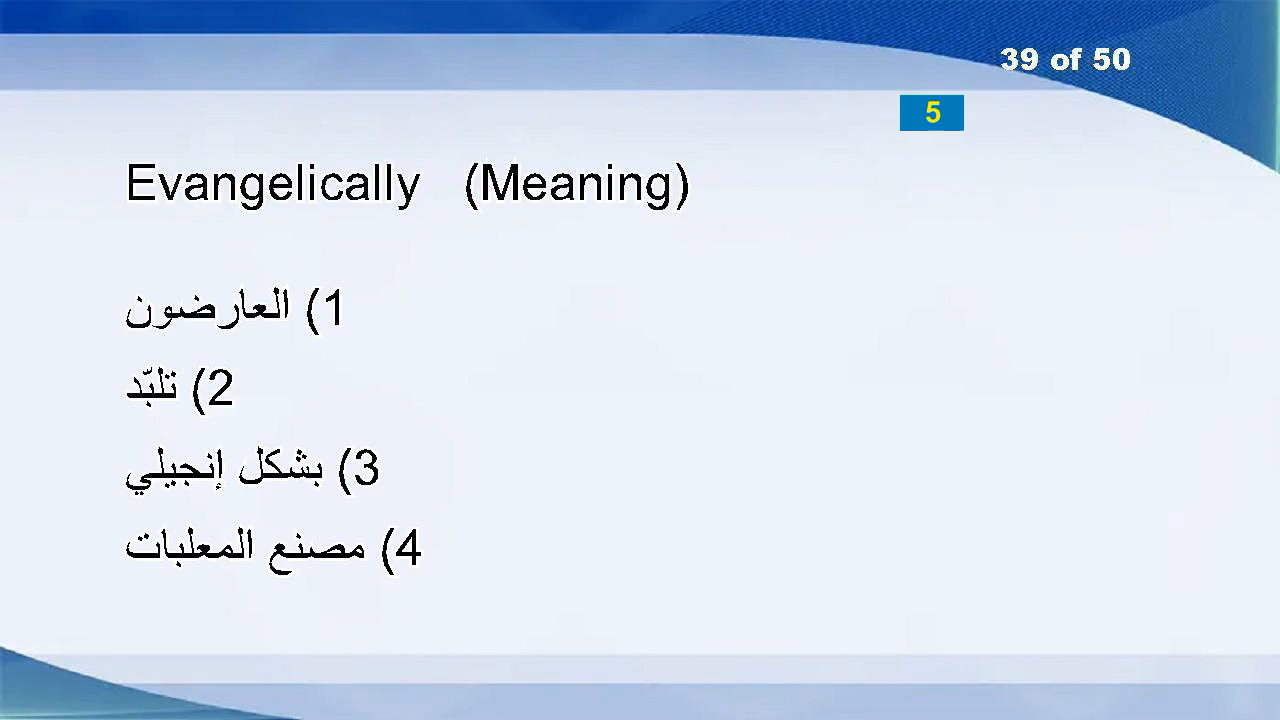 39 of 50
5
Evangelically (Meaning)
1) العارضون
2) تلبّد
3) بشكل إنجيلي
4) مصنع المعلبات